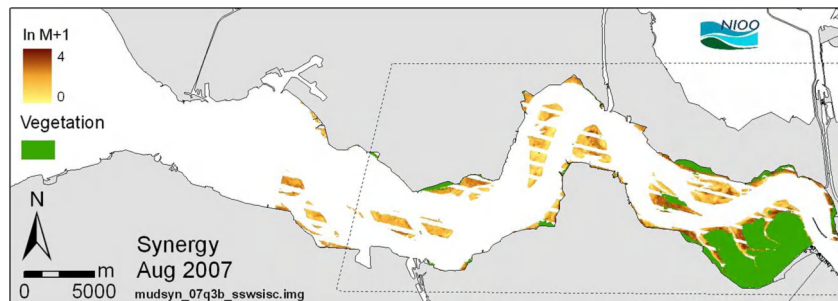 ln M+1
4
0
Vegetation
N
m
0 5000
Synergy
Aug 2007
mudsyn_07q3b_sswsisc.img
NIOO